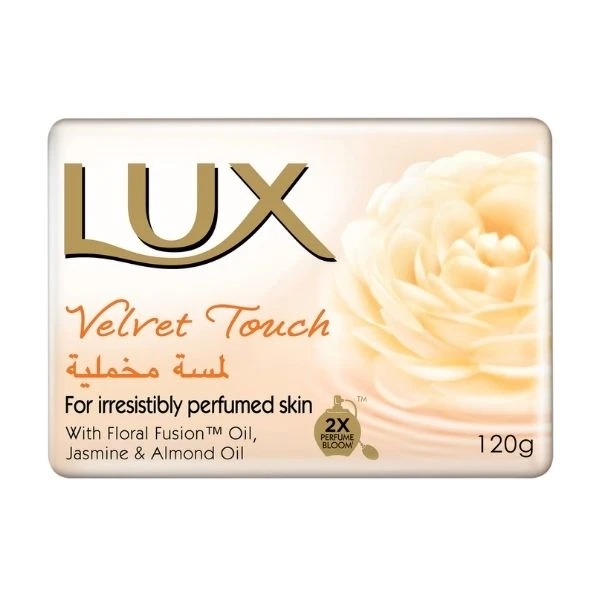 LUX
Velvet Touch
لمسة مخملية
For irresistibly perfumed skin
With Floral Fusion™ Oil,
Jasmine & Almond Oil
2X
PERFUME
BLOOM
TM
120g